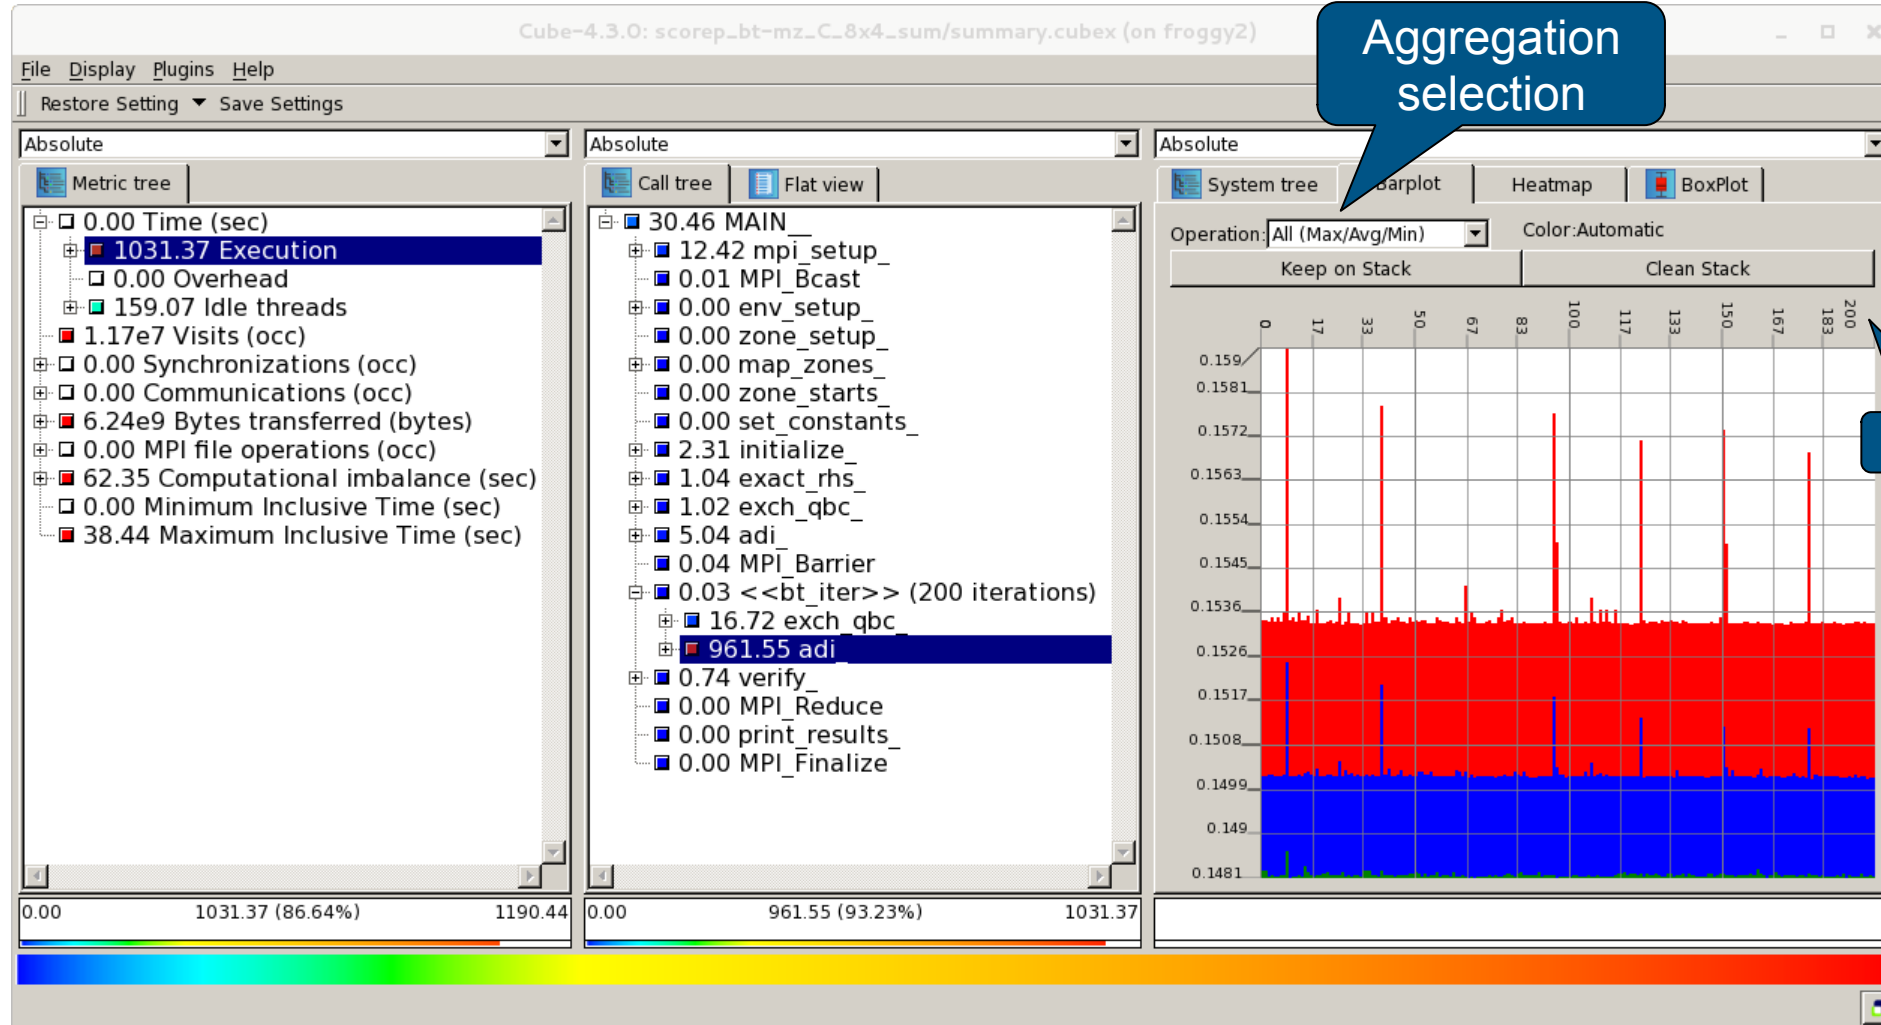 Cube-4.3.0: scorep_bt-mz_C_8x4_sum/summary.cubex (on froggy2)
Aggregation
selection
File Display Plugins Help
Restore Setting Save Settings
Absolute
Metric tree
0.00 Time (sec)
1031.37 Execution
0.00 Overhead
159.07 Idle threads
1.17e7 Visits (occ)
0.00 Synchronizations (occ)
0.00 Communications (occ)
6.24e9 Bytes transferred (bytes)
0.00 MPI file operations (occ)
62.35 Computational imbalance (sec)
0.00 Minimum Inclusive Time (sec)
38.44 Maximum Inclusive Time (sec)
0.00 1031.37 (86.64%) 1190.44
Absolute
Call tree Flat view
30.46 MAIN__
12.42 mpi_setup_
0.01 MPI_Bcast
0.00 env_setup_
0.00 zone_setup_
0.00 map_zones_
0.00 zone_starts_
0.00 set_constants_
2.31 initialize_
1.04 exact_rhs_
1.02 exch_qbc_
5.04 adi_
0.04 MPI_Barrier
0.03 <<bt_iter>> (200 iterations)
16.72 exch_qbc_
961.55 adi_
0.74 verify_
0.00 MPI_Reduce
0.00 print_results_
0.00 MPI_Finalize
0.00 961.55 (93.23%) 1031.37
Absolute
System tree Barplot Heatmap BoxPlot
Operation: All (Max/Avg/Min) Color:Automatic
Keep on Stack Clean Stack
0 17 33 50 67 83 100 117 133 150 167 183 200
0.159
0.1581
0.1572
0.1563
0.1554
0.1545
0.1536
0.1526
0.1517
0.1508
0.1499
0.149
0.1481